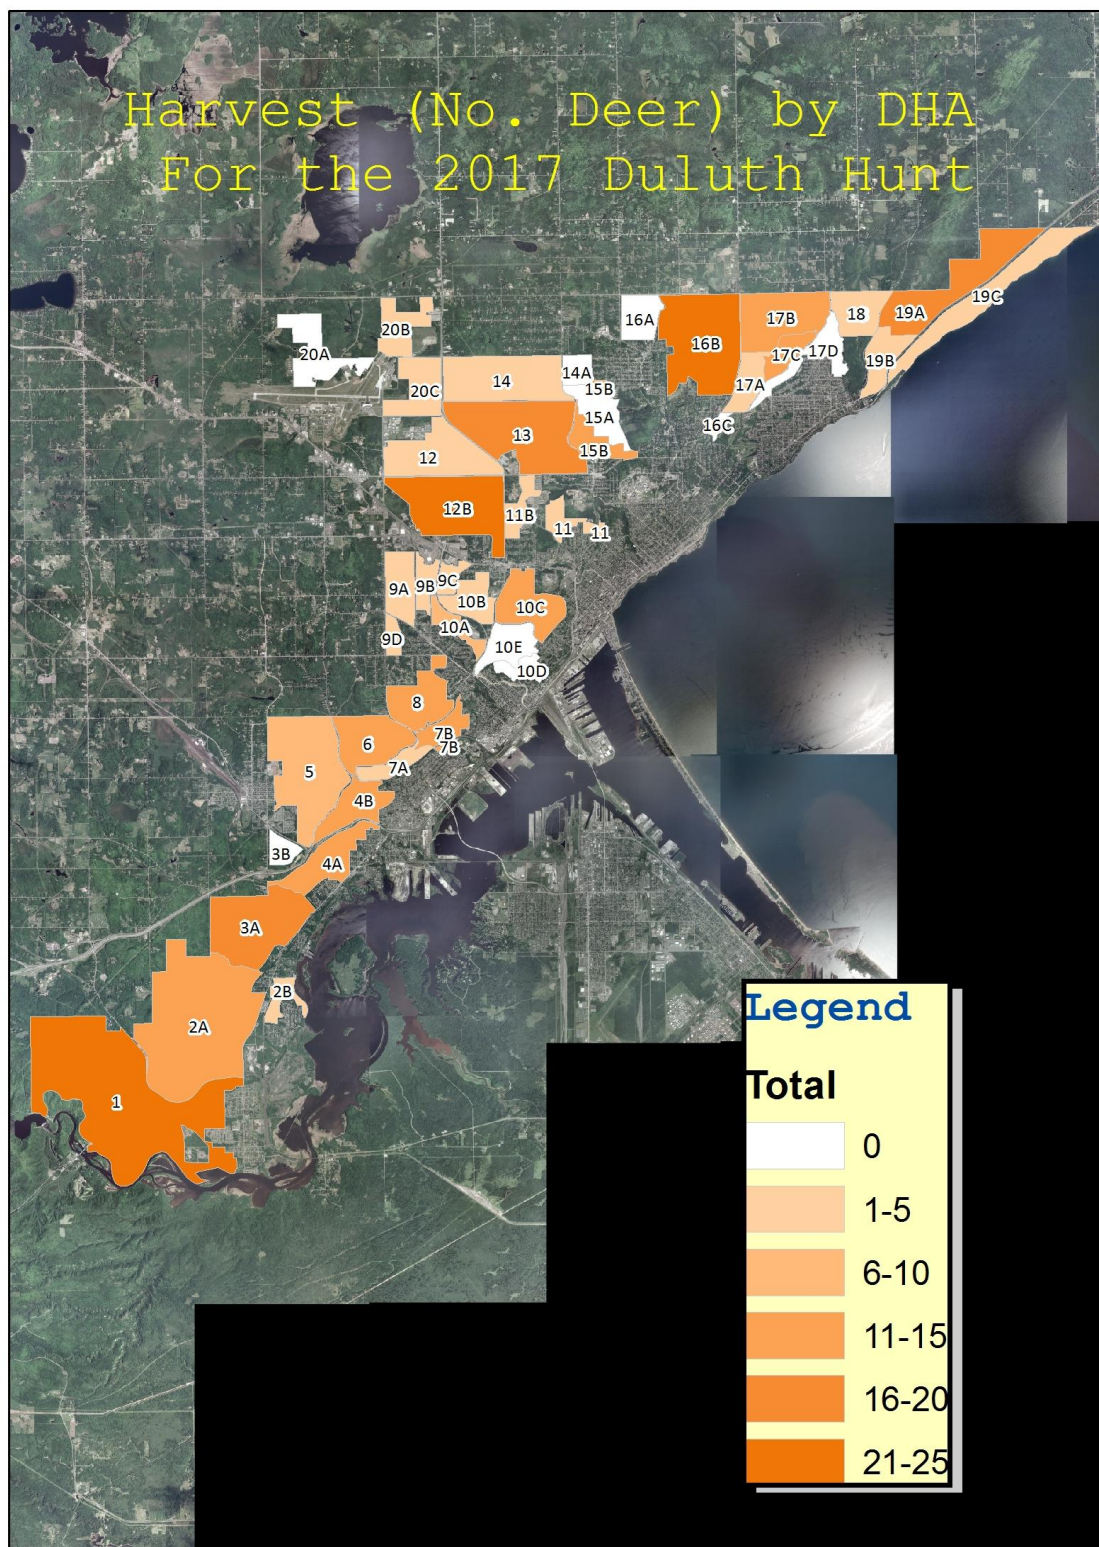 Harvest (No. Deer) by DHA
For the 2017 Duluth Hunt
19C
20B
16A
17B
18
19A
20A
16B
17C
17D
19B
14A
20C
14
15B
17A
15A
16C
13
12
15B
12B
11B
11
11
9A
9B
9C
10B
10C
10A
9D
10E
10D
8
7B
6
7B
7A
5
4B
3B
4A
3A
2B
2A
1
Legend
Total
0
1-5
6-10
11-15
16-20
21-25